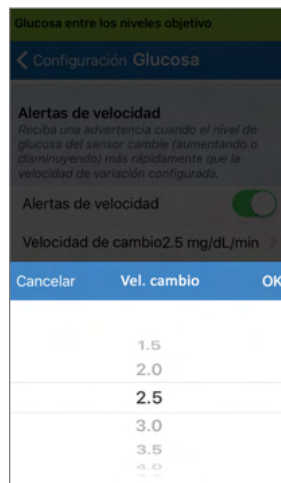 Glucosa entre los niveles objetivo
Configuración Glucosa
Alertas de velocidad
Reciba una advertencia cuando el nivel de
glucosa del sensor cambie (aumentando o
disminuyendo) más rápidamente que la
velocidad de variación configurada.
Alertas de velocidad
Velocidad de cambio2.5 mg/dL/min
Cancelar Vel. cambio OK
1.5
2.0
2.5
3.0
3.5
4.0